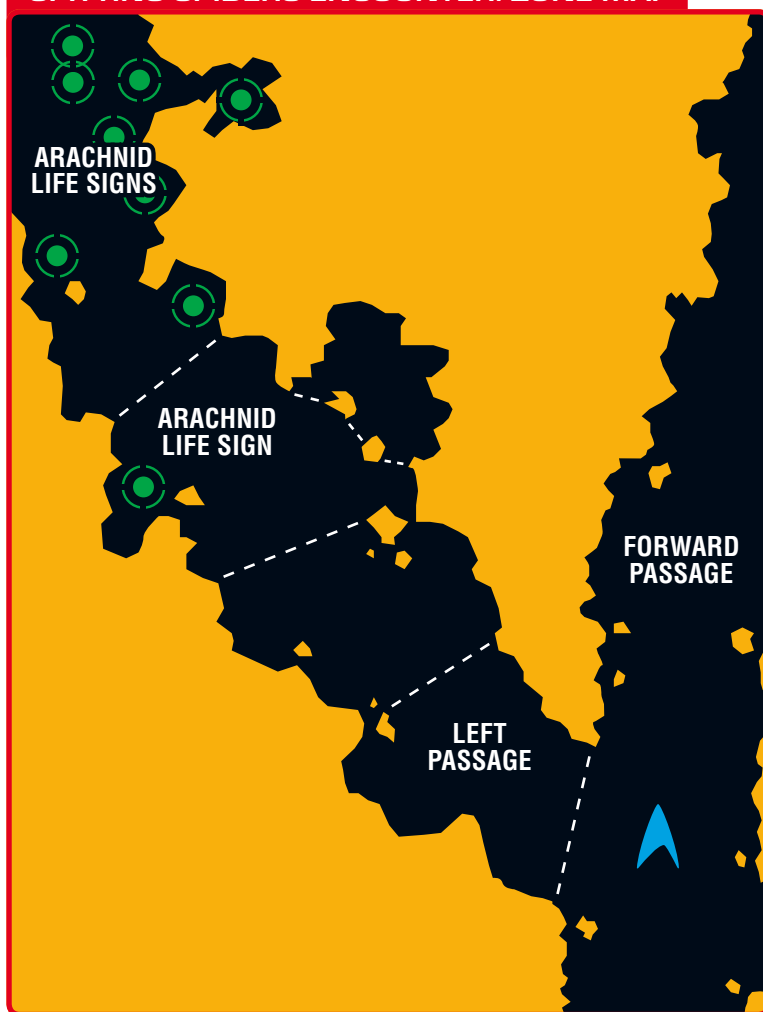 ARACHNID
LIFE SIGNS
ARACHNID
LIFE SIGN
FORWARD
PASSAGE
LEFT
PASSAGE